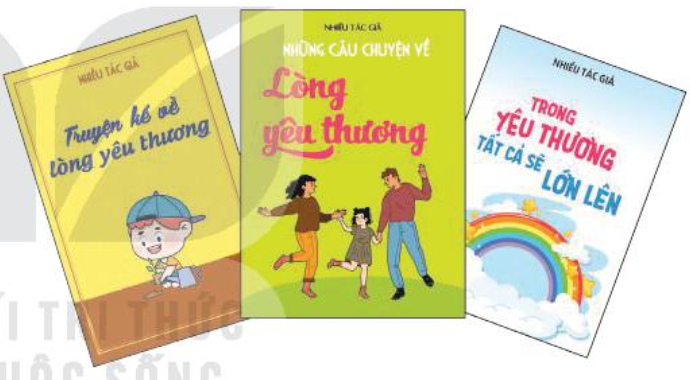 NHIỀU TÁC GIẢ
Truyện kể về
lòng yêu thương
NHIỀU TÁC GIẢ
NHỮNG CÂU CHUYỆN VỀ
Lòng
yêu thương
NHIỀU TÁC GIẢ
TRONG
YÊU THƯƠNG
TẤT CẢ SẼ
LỚN LÊN
TRI THỨC
SỐNG